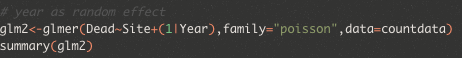 # year as random effect
glm2<-glmer(Dead~Site+(1|Year),family="poisson",data=countdata)
summary(glm2)